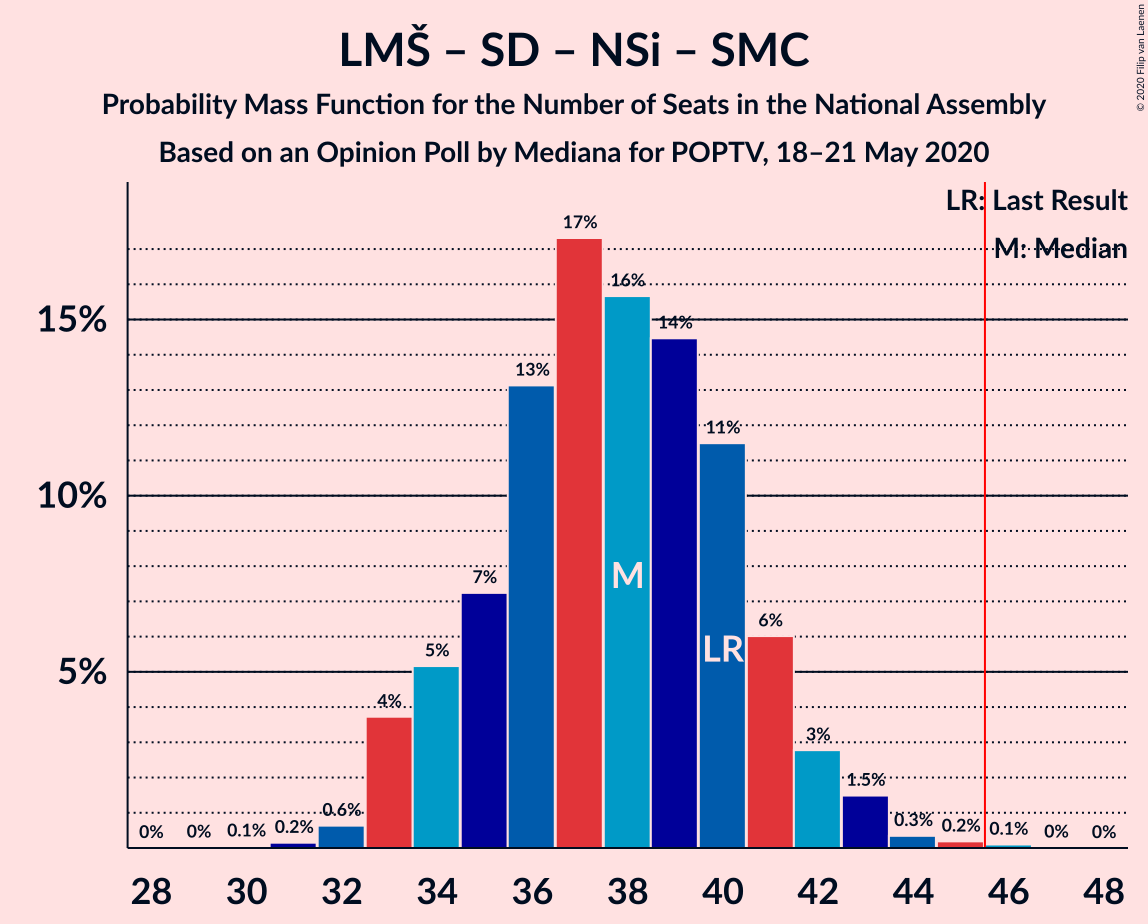 LMŠ – SD – NSi – SMC
Probability Mass Function for the Number of Seats in the National Assembly
Based on an Opinion Poll by Mediana for POPTV, 18–21 May 2020
© 2020 Filip van Laenen
LR: Last Result
M: Median
15%
10%
5%
0%
0%
0.1%
0.2%
0.6%
4%
5%
7%
13%
17%
16%
14%
11%
6%
3%
1.5%
0.3%
0.2%
0.1%
0%
0%
M
LR
28 30 32 34 36 38 40 42 44 46 48